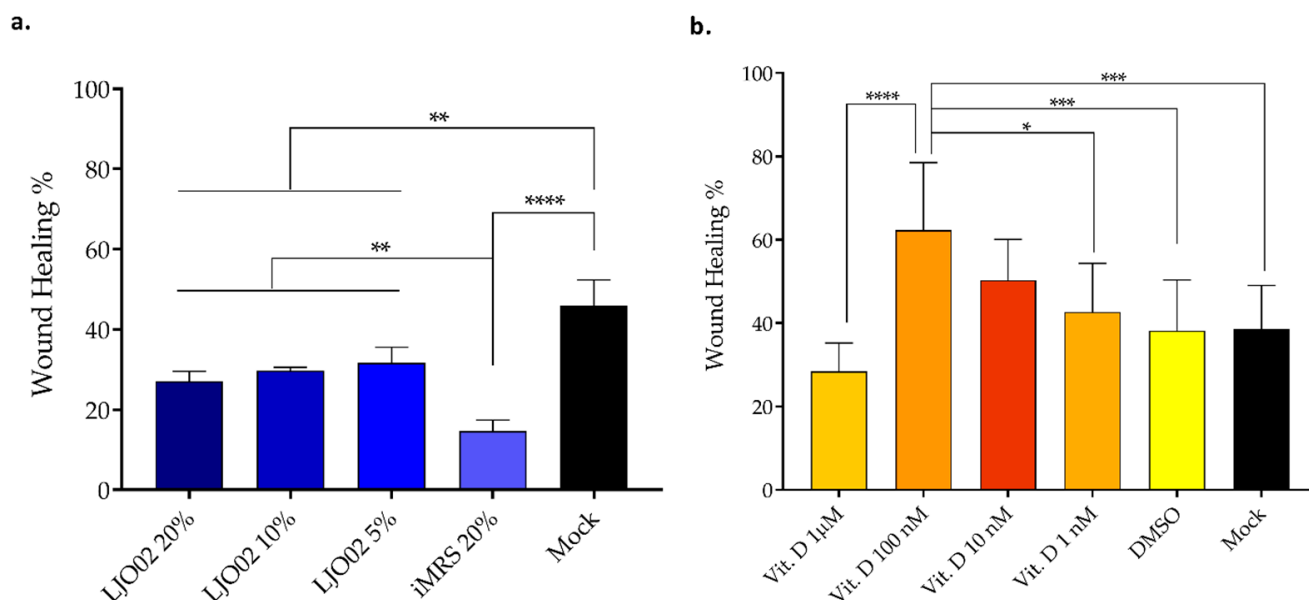 a.
Wound Healing %
100
80
60
40
20
0
**
****
**
LJO02 20%
LJO02 10%
LJO02 5%
iMRS 20%
Mock
b.
Wound Healing %
100
80
60
40
20
0
****
***
***
*
Vit. D 1µM
Vit. D 100 nM
Vit. D 10 nM
Vit. D 1 nM
DMSO
Mock